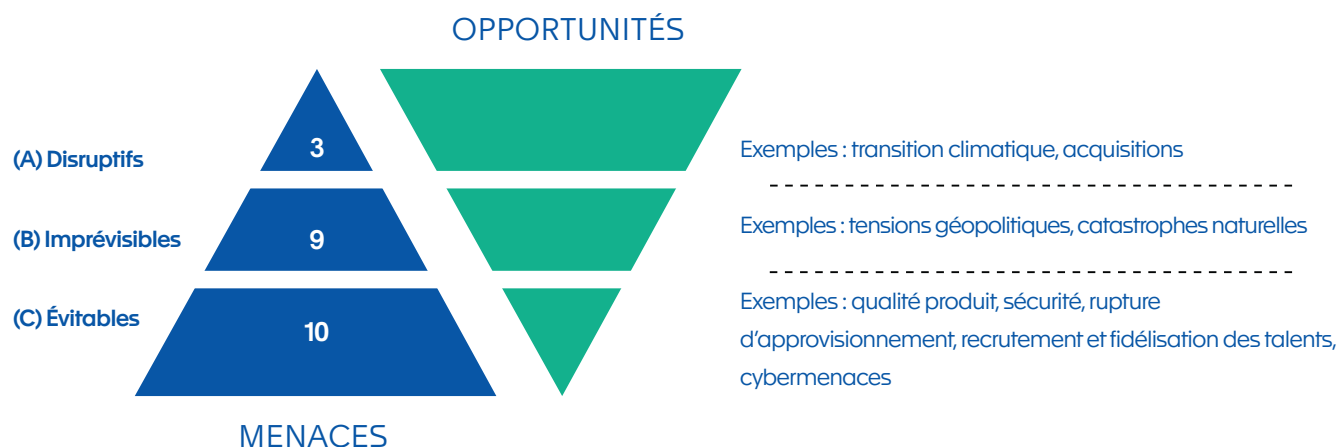 OPPORTUNITÉS
(A) Disruptifs
3
Exemples : transition climatique, acquisitions
(B) Imprévisibles
9
Exemples : tensions géopolitiques, catastrophes naturelles
(C) Évitables
10
Exemples : qualité produit, sécurité, rupture
d’approvisionnement, recrutement et fidélisation des talents,
cybermenaces
MENACES